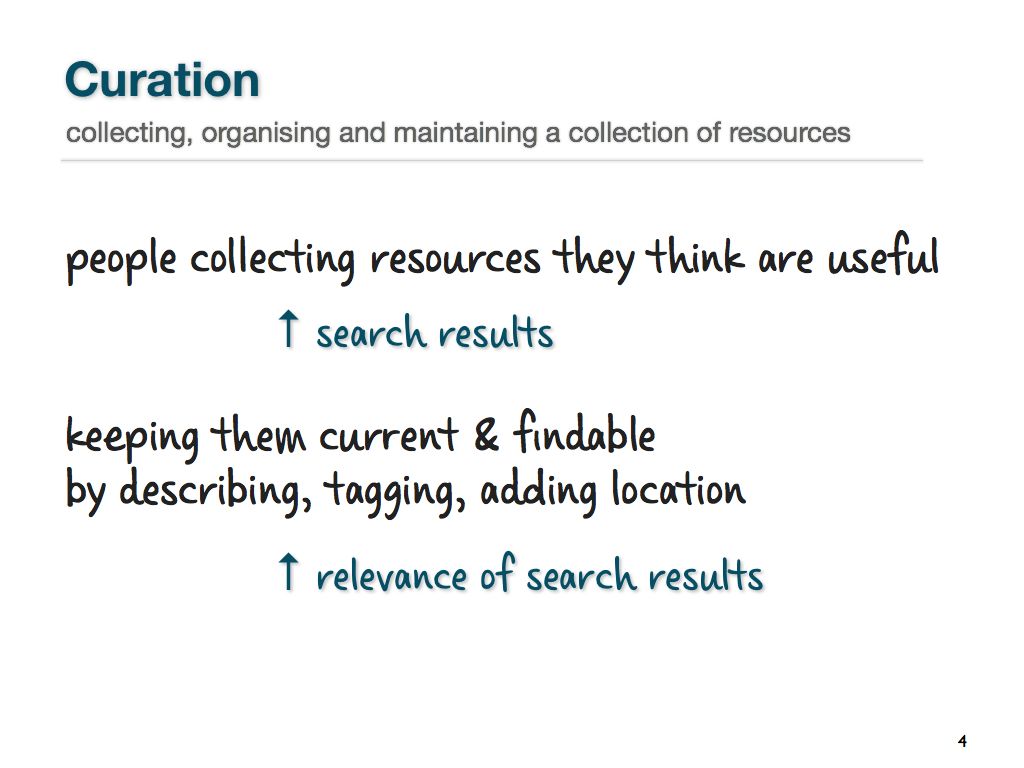 Curation
collecting, organising and maintaining a collection of resources
people collecting resources they think are useful
↑ search results
keeping them current & findable
by describing, tagging, adding location
↑ relevance of search results
4